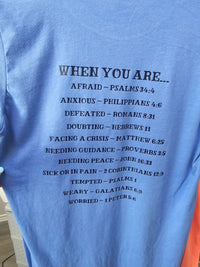 WHEN YOU ARE...
AFRAID ~ PSALMS 34:4
ANXIOUS ~ PHILIPPIANS 4:6
DEFEATED ~ ROMANS 8:31
DOUBTING ~ HEBREWS 11
FACING A CRISIS ~ MATTHEW 6:25
NEEDING GUIDANCE ~ PROVERBS 3:5
NEEDING PEACE ~ JOHN 16:33
SICK OR IN PAIN ~ 2 CORINTHIANS 12:9
TEMPTED ~ PSALMS 1
WEARY ~ GALATIANS 6:9
WORRIED ~ 1 PETER 5:6